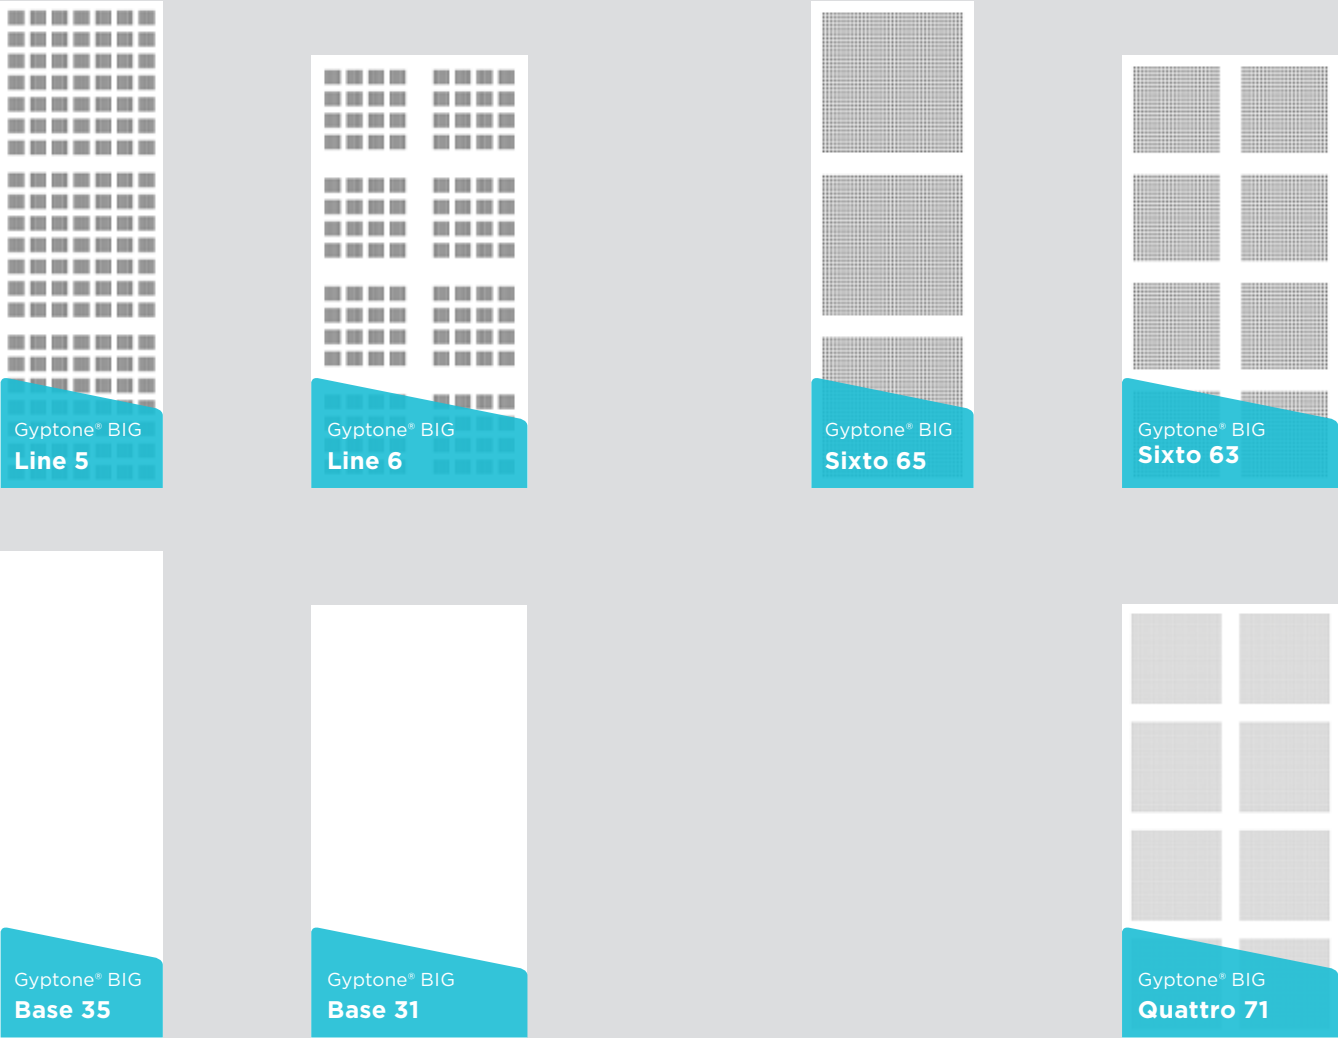 Gyptone® BIG
Line 5
Gyptone® BIG
Line 6
Gyptone® BIG
Sixto 65
Gyptone® BIG
Sixto 63
Gyptone® BIG
Base 35
Gyptone® BIG
Base 31
Gyptone® BIG
Quattro 71